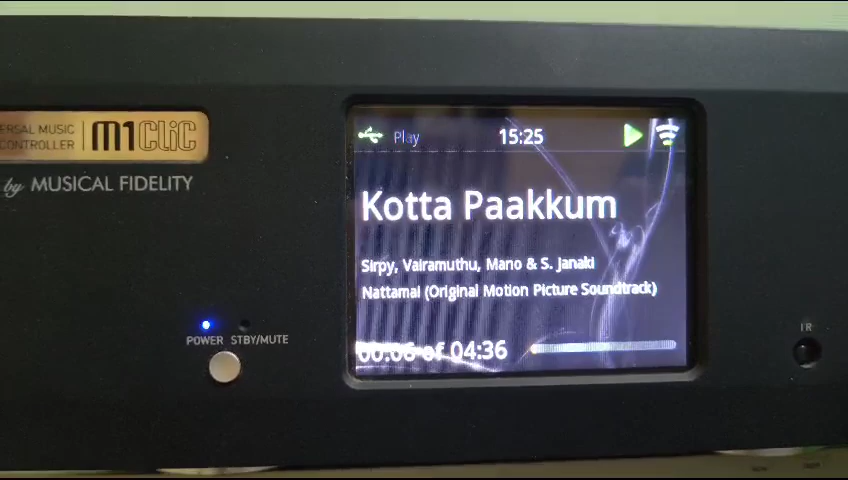 ERSAL MUSIC
CONTROLLER
M1 CLiC
by MUSICAL FIDELITY
Play
15:25
Kotta Paakkum
Sirpy, Vairamuthu, Mano & S. Janaki
Nattamai (Original Motion Picture Soundtrack)
00:06 of 04:36
POWER STBY/MUTE
IR